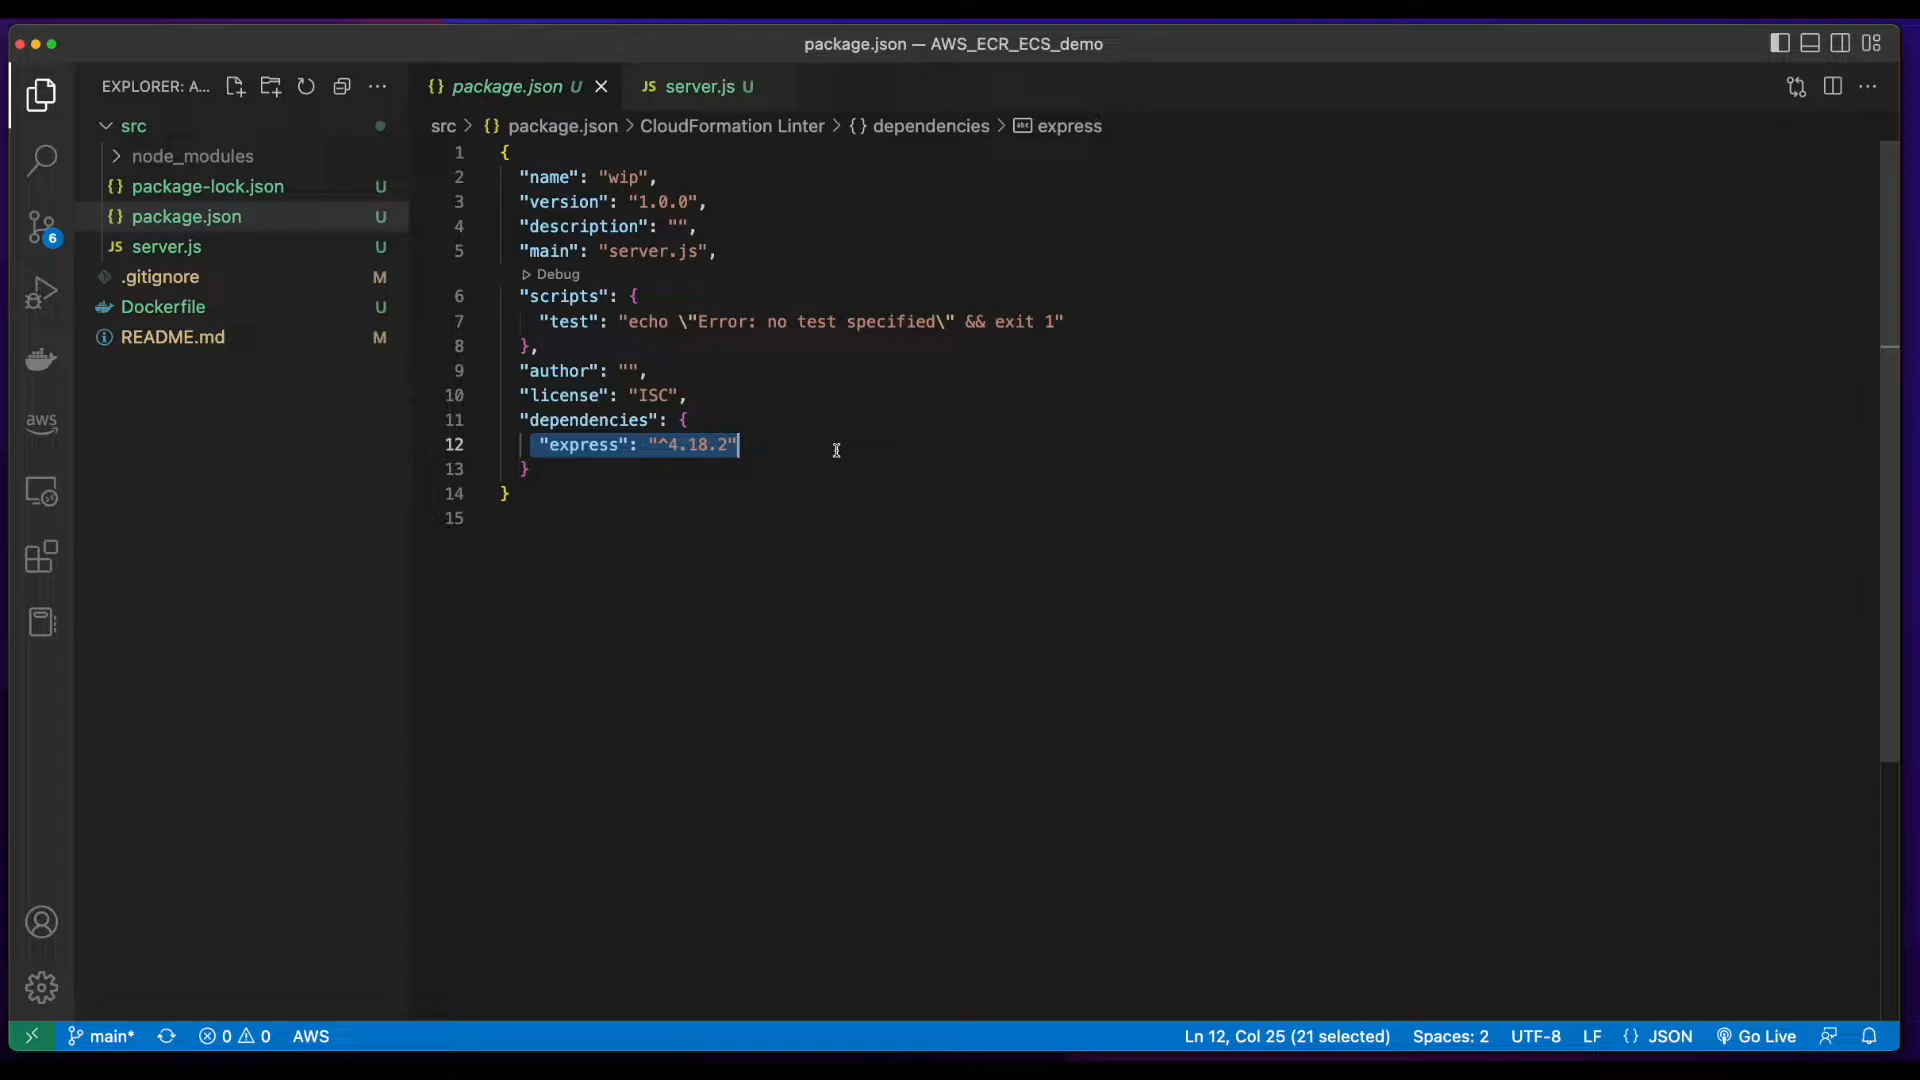 package.json — AWS_ECR_ECS_demo
EXPLORER: A...
{} package.json U
JS server.js U
src
src > {} package.json > CloudFormation Linter > {} dependencies > express
node_modules
{} package-lock.json U
{} package.json U
JS server.js U
.gitignore M
Dockerfile U
README.md M
6
aws
1 {
2 "name": "wip",
3 "version": "1.0.0",
4 "description": "",
5 "main": "server.js",
Debug
6 "scripts": {
7 "test": "echo \"Error: no test specified\" && exit 1"
8 },
9 "author": "",
10 "license": "ISC",
11 "dependencies": {
12 "express": "^4.18.2"
13 }
14 }
15
main* 0 0 AWS Ln 12, Col 25 (21 selected) Spaces: 2 UTF-8 LF {} JSON Go Live